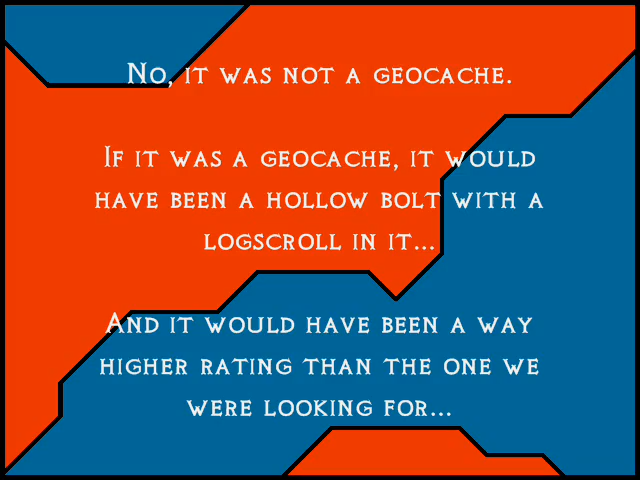 No, it was not a geocache.
If it was a geocache, it would
have been a hollow bolt with a
logscroll in it...
And it would have been a way
higher rating than the one we
were looking for...